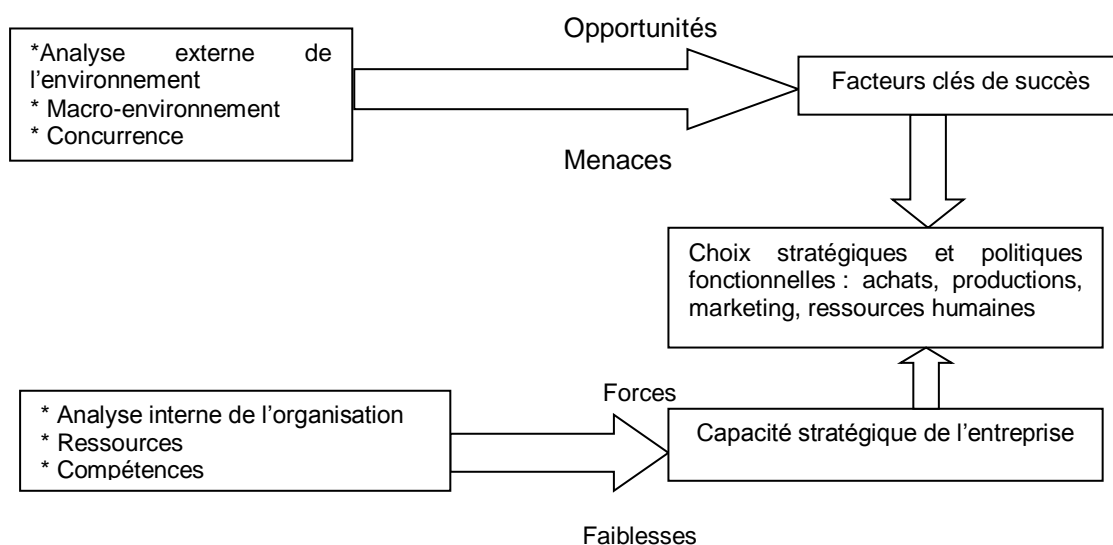 Opportunités
*Analyse externe de
l’environnement
* Macro-environnement
* Concurrence
Facteurs clés de succès
Menaces
Choix stratégiques et politiques
fonctionnelles : achats, productions,
marketing, ressources humaines
Forces
* Analyse interne de l’organisation
* Ressources
* Compétences
Capacité stratégique de l’entreprise
Faiblesses